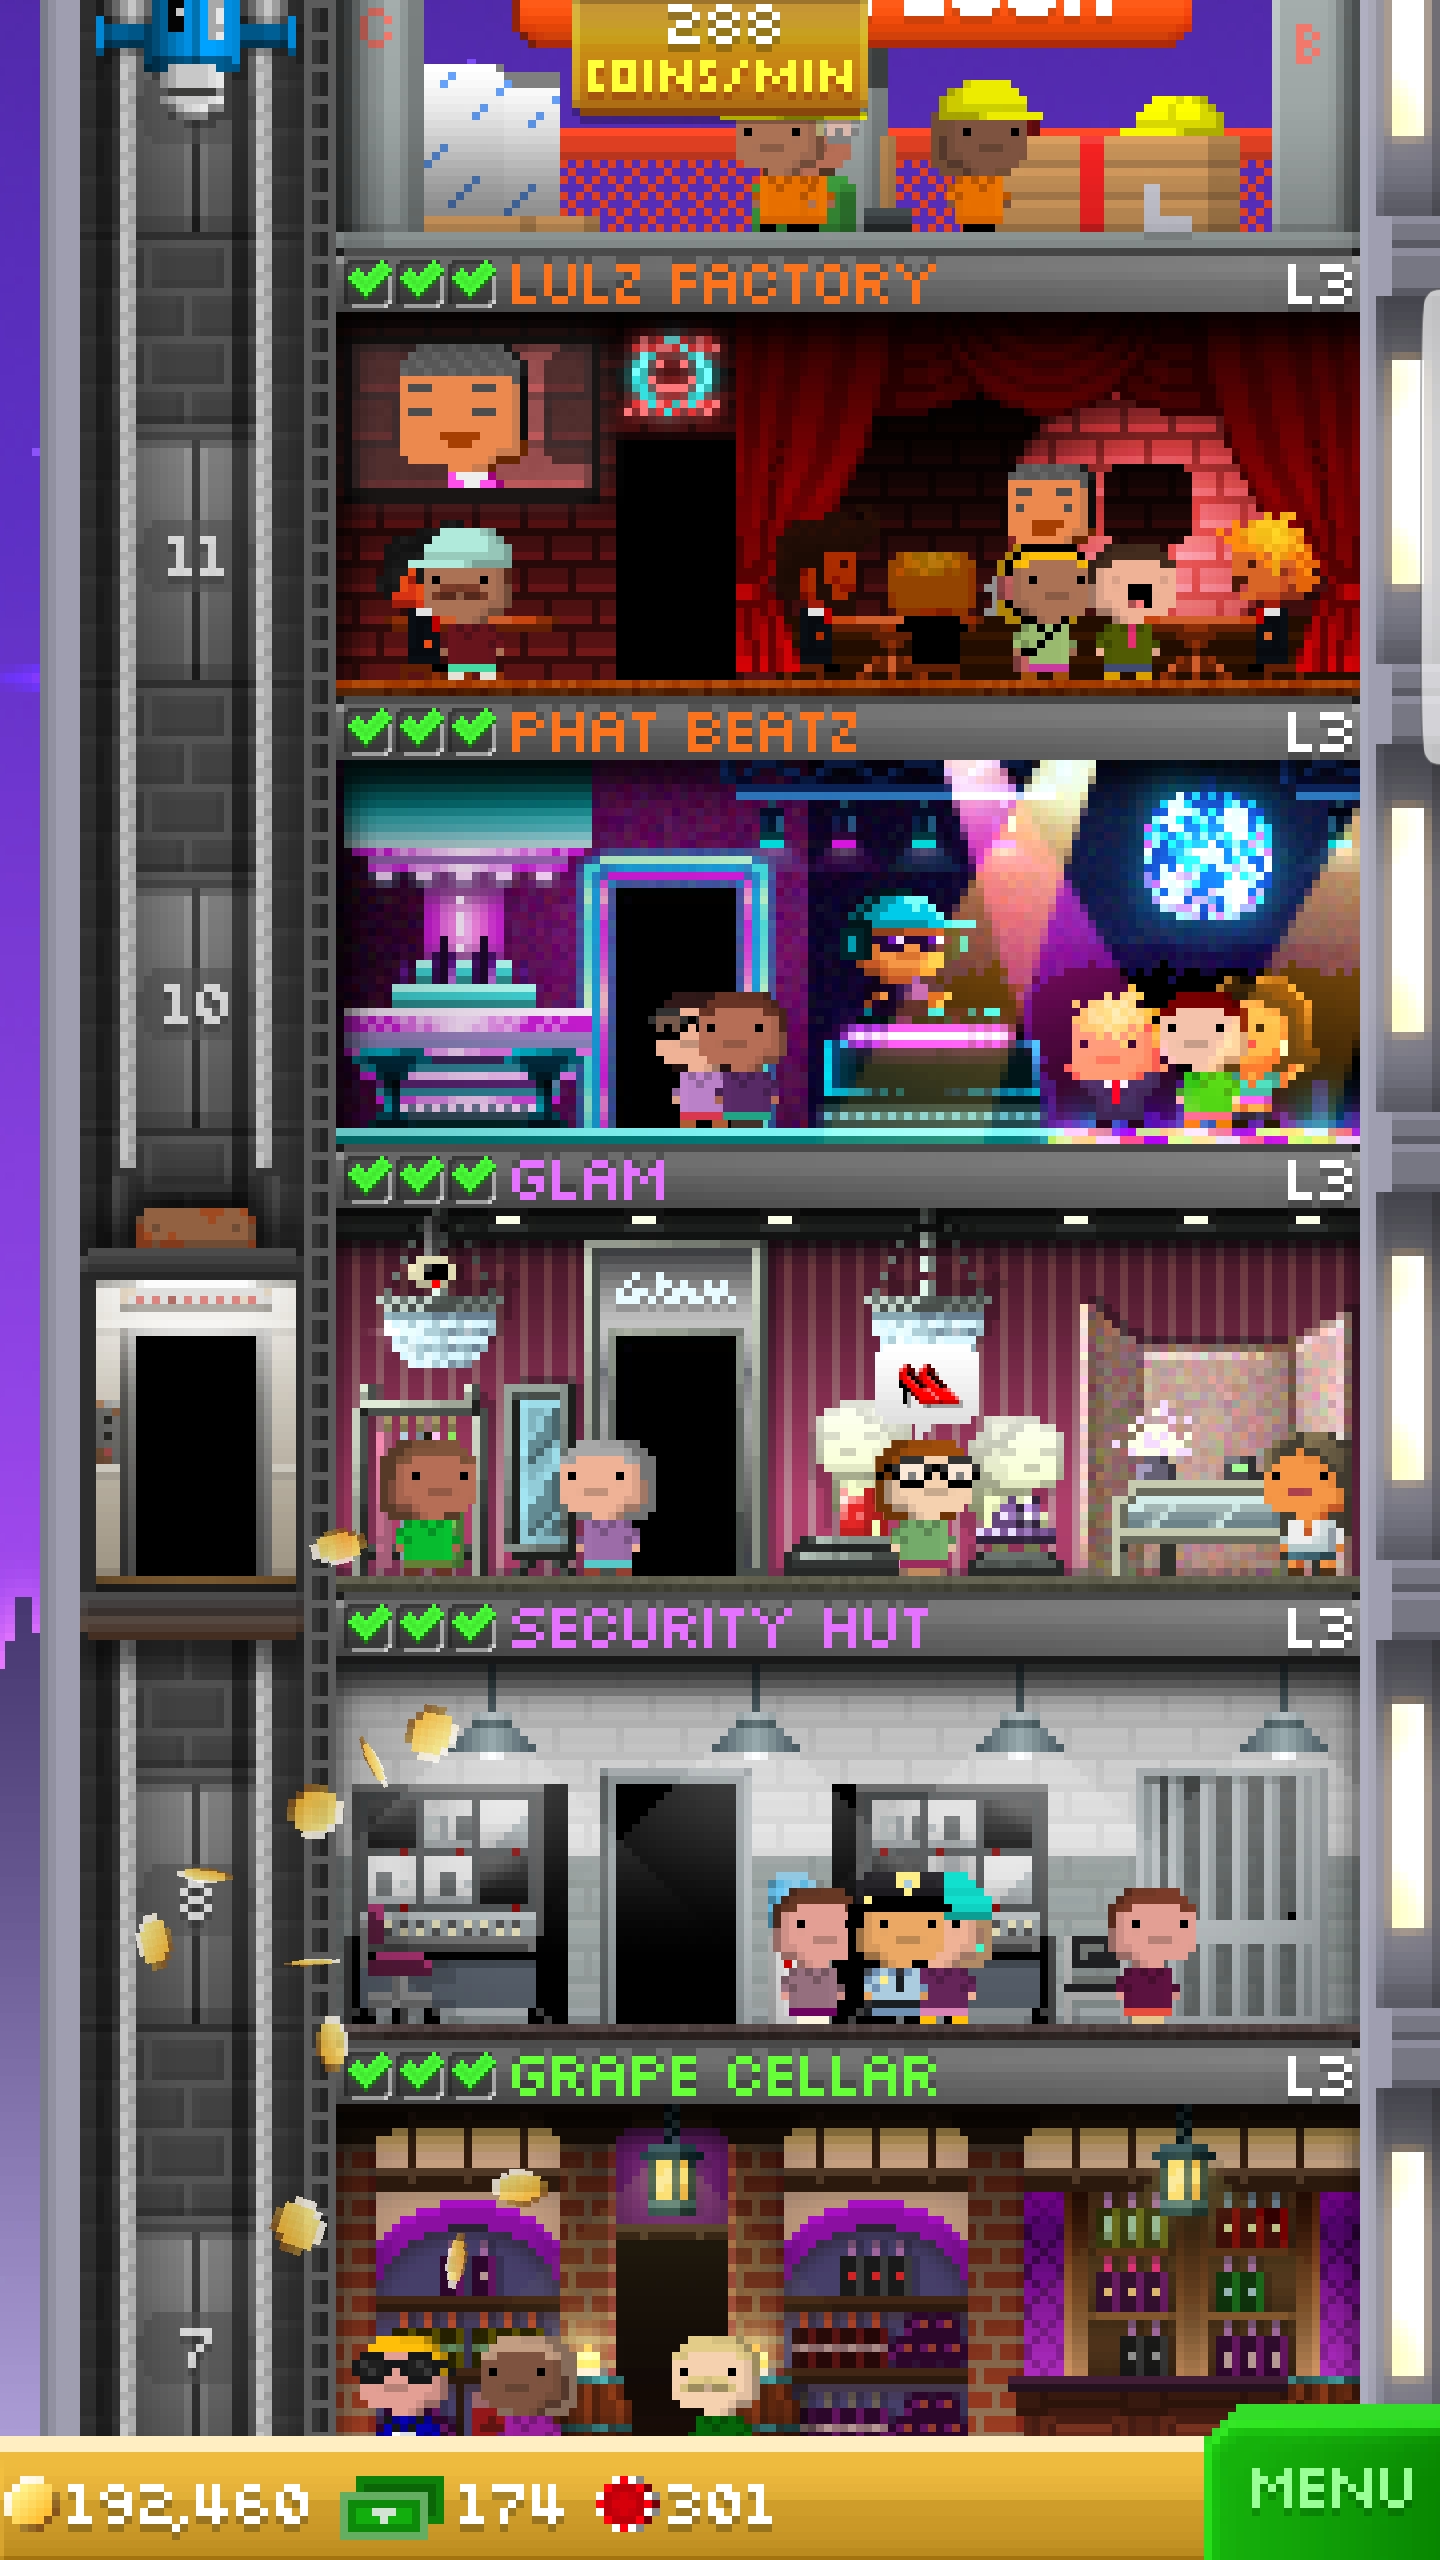 C
B
288
COINS/MIN
LULZ FACTORY
L3
11
PHAT BEATZ
L3
10
GLAM
L3
Glam
SECURITY HUT
L3
8
GRAPE CELLAR
L3
7
192,460
174
301
MENU